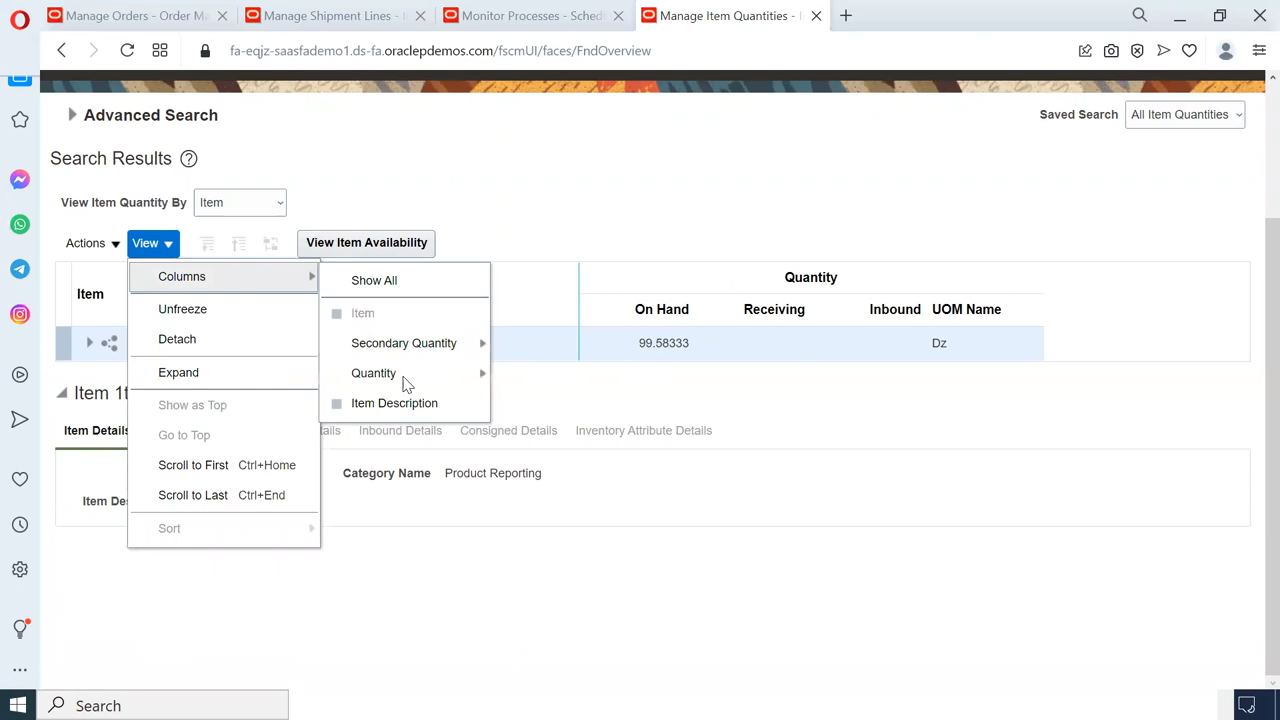 Manage Orders - Order Ma
Manage Shipment Lines - I
Monitor Processes - Sched
Manage Item Quantities - I
fa-eqjz-saasfademo1.ds-fa.oraclepdemos.com/fscmUI/faces/FndOverview
Advanced Search
Saved Search All Item Quantities
Search Results
View Item Quantity By Item
Actions View View Item Availability
Columns
Unfreeze
Detach
Expand
Show as Top
Go to Top
Scroll to First Ctrl+Home
Scroll to Last Ctrl+End
Sort
Show All
Item
Secondary Quantity
Quantity
Item Description
Item
Quantity
On Hand Receiving Inbound UOM Name
99.58333 Dz
Item 1t
Item Details ails Inbound Details Consigned Details Inventory Attribute Details
Category Name Product Reporting
Item Des
Search